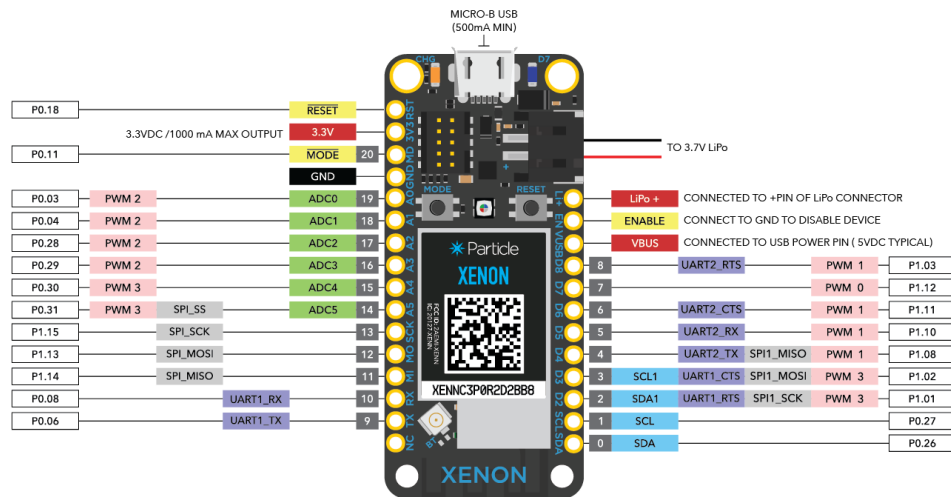 MICRO-B USB
(500mA MIN)
CHG
D7
P0.18 RESET RST
3.3VDC /1000 mA MAX OUTPUT 3.3V 3V3
P0.11 MODE 20 MD
GND GND
P0.03 PWM 2 ADC0 19 A0
P0.04 PWM 2 ADC1 18 A1
P0.28 PWM 2 ADC2 17 A2
P0.29 PWM 2 ADC3 16 A3
P0.30 PWM 3 ADC4 15 A4
P0.31 PWM 3 SPI_SS ADC5 14 A5
P1.15 SPI_SCK 13 SCK
P1.13 SPI_MOSI 12 MO
P1.14 SPI_MISO 11 MI
P0.08 UART1_RX 10 RX
P0.06 UART1_TX 9 TX
NC
+
MODE
RESET
Particle
XENON
FCC ID: 2AEMI-XENN
IC: 20127-XENN
XENNC3P0R2D2BB8
BT
XENON
TO 3.7V LiPo
LI+ LiPo + CONNECTED TO +PIN OF LiPo CONNECTOR
EN ENABLE CONNECT TO GND TO DISABLE DEVICE
VUSB VBUS CONNECTED TO USB POWER PIN ( 5VDC TYPICAL)
D8 8 UART2_RTS PWM 1 P1.03
D7 7 PWM 0 P1.12
D6 6 UART2_CTS PWM 1 P1.11
D5 5 UART2_RX PWM 1 P1.10
D4 4 UART2_TX SPI1_MISO PWM 1 P1.08
D3 3 SCL1 UART1_CTS SPI1_MOSI PWM 3 P1.02
D2 2 SDA1 UART1_RTS SPI1_SCK PWM 3 P1.01
SCL 1 SCL P0.27
SDA 0 SDA P0.26